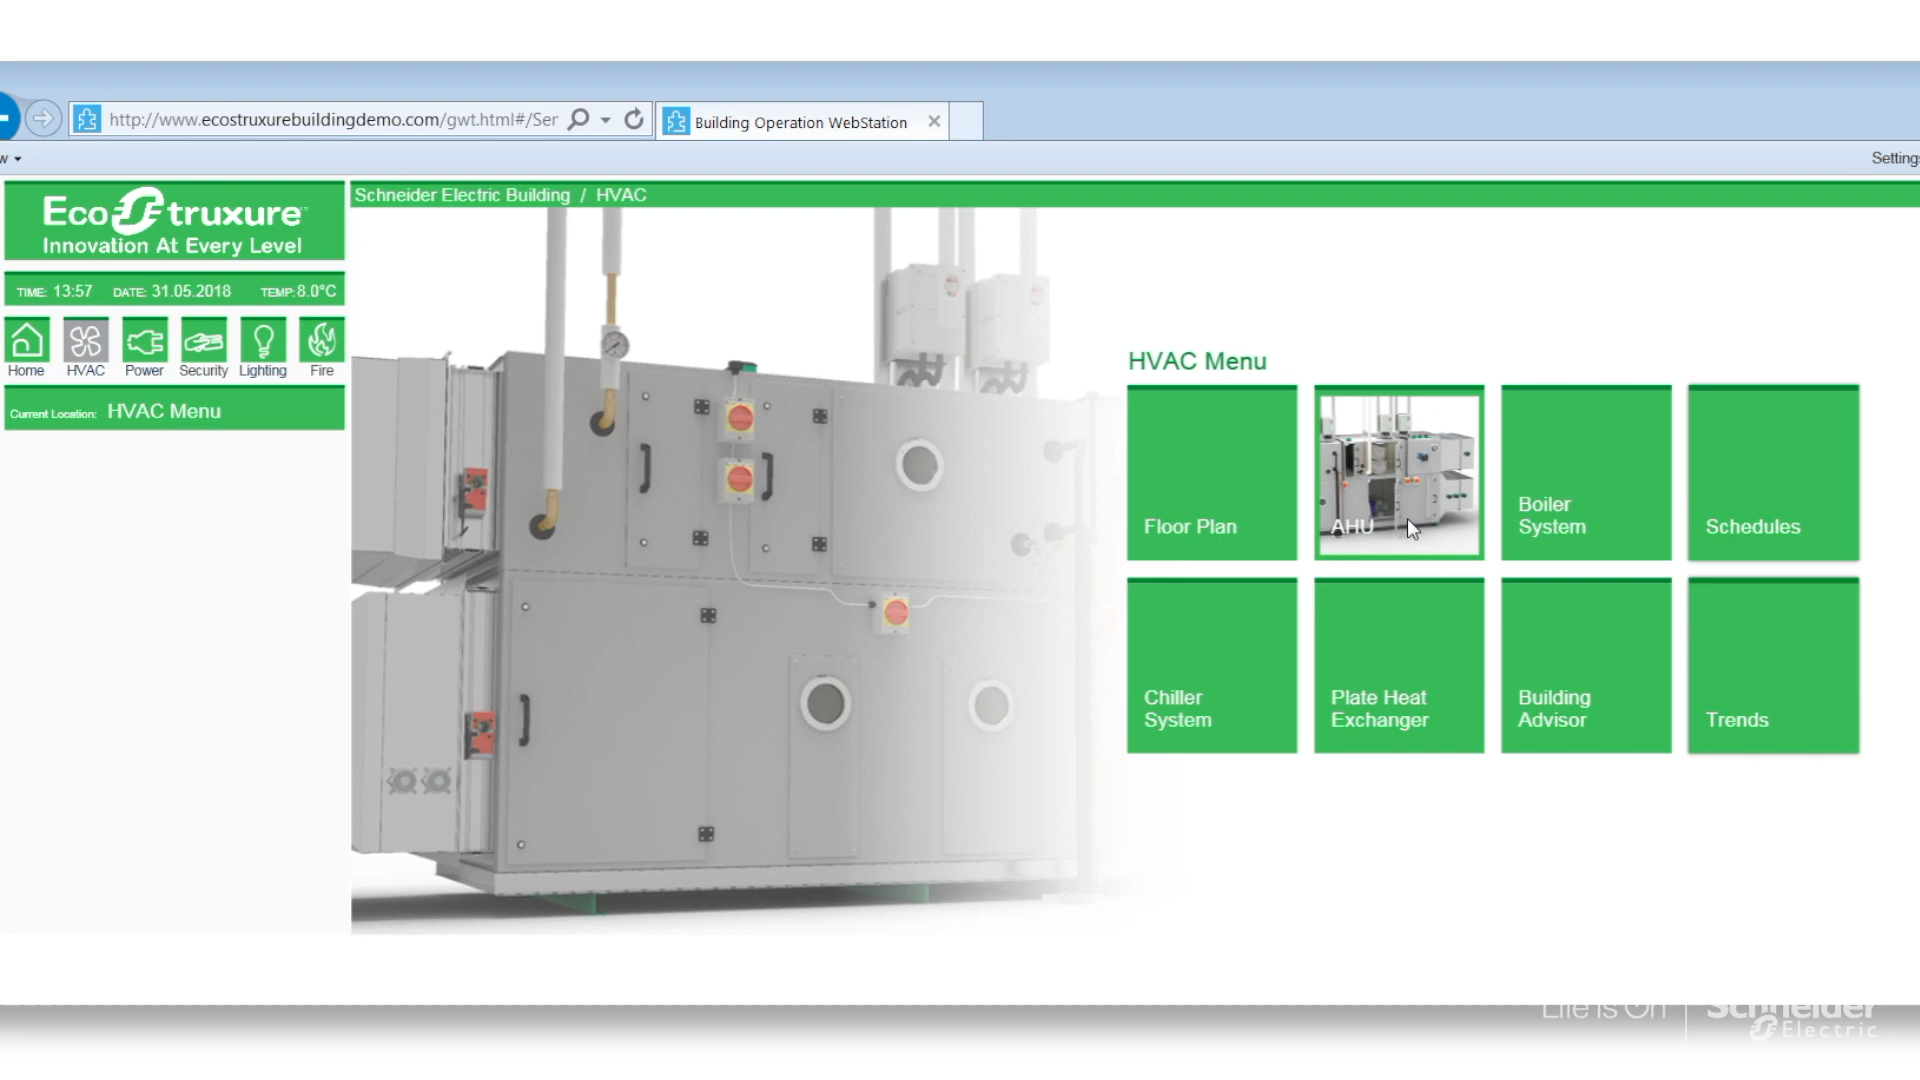 http://www.ecostruxurebuildingdemo.com/gwt.html#/Ser
Building Operation WebStation
w
Setting
EcoStruxure
Innovation At Every Level
Schneider Electric Building / HVAC
TIME: 13:57 DATE: 31.05.2018 TEMP: 8.0°C
Home HVAC Power Security Lighting Fire
Current Location: HVAC Menu
HVAC Menu
Floor Plan
AHU
Boiler
System
Schedules
Chiller
System
Plate Heat
Exchanger
Building
Advisor
Trends
Life Is On
Schneider
Electric